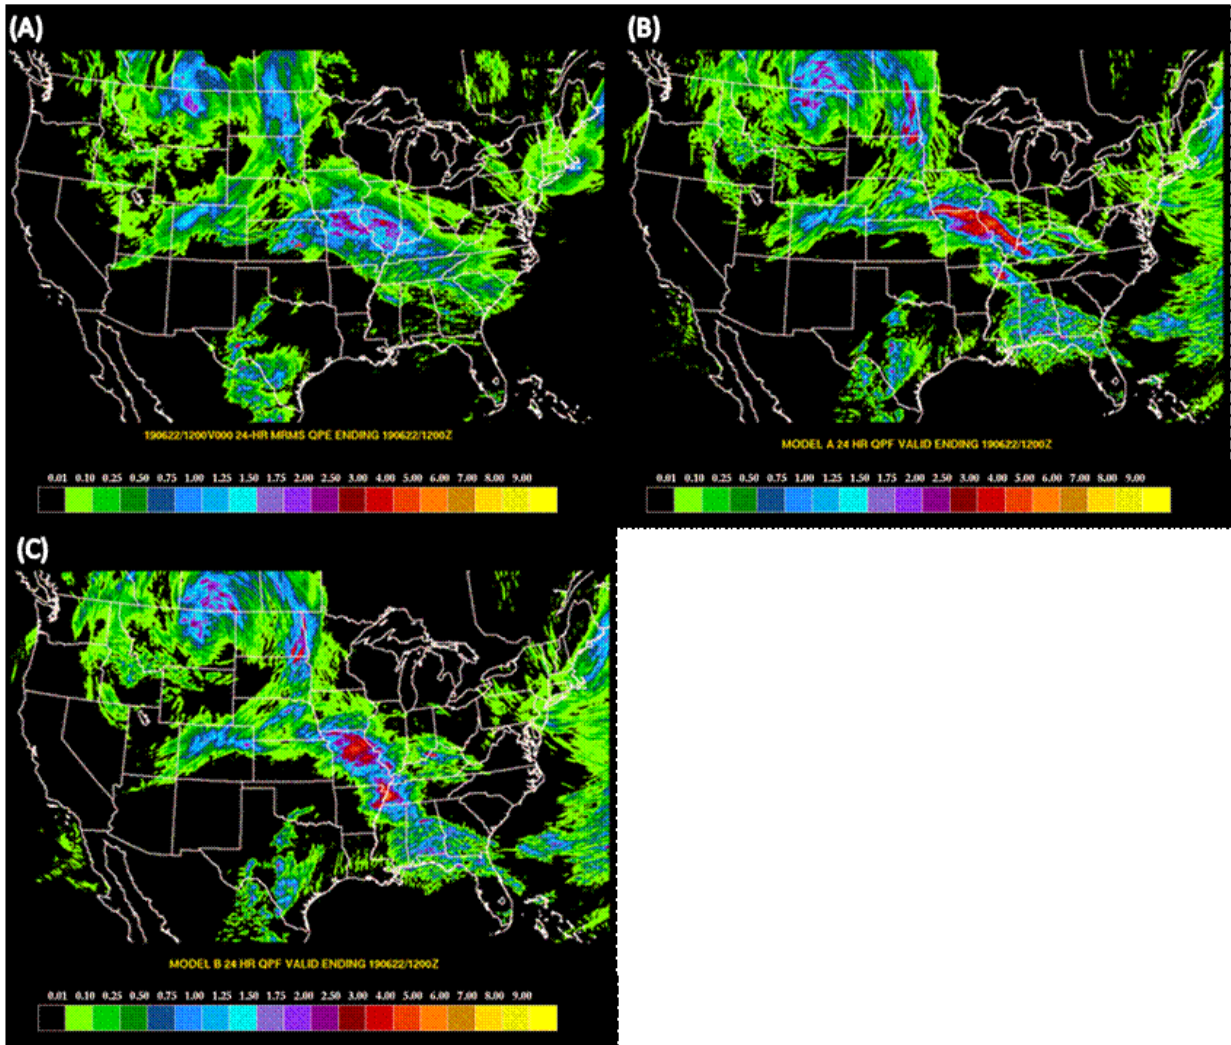 (A)
190622/1200V000 24-HR MRMS QPE ENDING 190622/1200Z
0.01 0.10 0.25 0.50 0.75 1.00 1.25 1.50 1.75 2.00 2.50 3.00 4.00 5.00 6.00 7.00 8.00 9.00
(B)
MODEL A 24 HR QPF VALID ENDING 190622/1200Z
0.01 0.10 0.25 0.50 0.75 1.00 1.25 1.50 1.75 2.00 2.50 3.00 4.00 5.00 6.00 7.00 8.00 9.00
(C)
MODEL B 24 HR QPF VALID ENDING 190622/1200Z
0.01 0.10 0.25 0.50 0.75 1.00 1.25 1.50 1.75 2.00 2.50 3.00 4.00 5.00 6.00 7.00 8.00 9.00